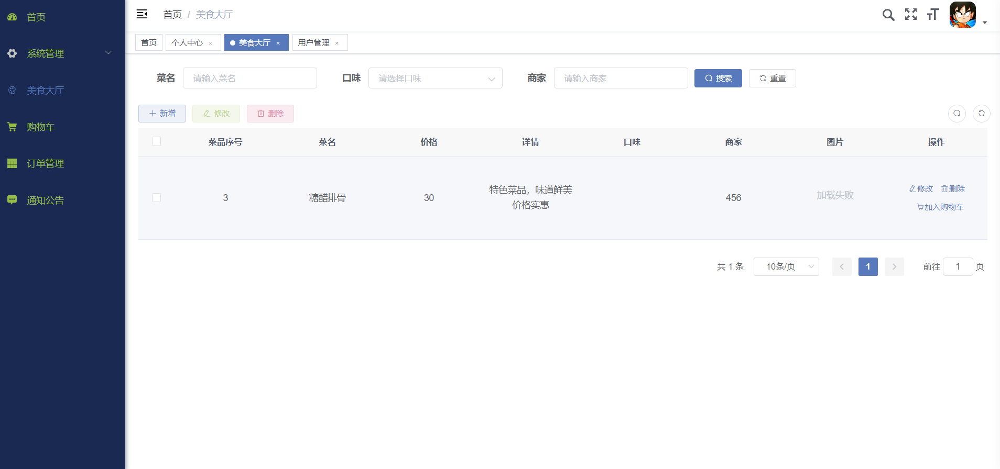 首页
系统管理
美食大厅
购物车
订单管理
通知公告
首页 / 美食大厅
首页 个人中心 × 美食大厅 × 用户管理 ×
菜名 请输入菜名 口味 请选择口味 商家 请输入商家 搜索 重置
新增 修改 删除
菜品序号 菜名 价格 详情 口味 商家 图片 操作
3 糖醋排骨 30 特色菜品，味道鲜美 456 加载失败 修改 删除
价格实惠 加入购物车
共 1 条 10条/页 1 前往 1 页